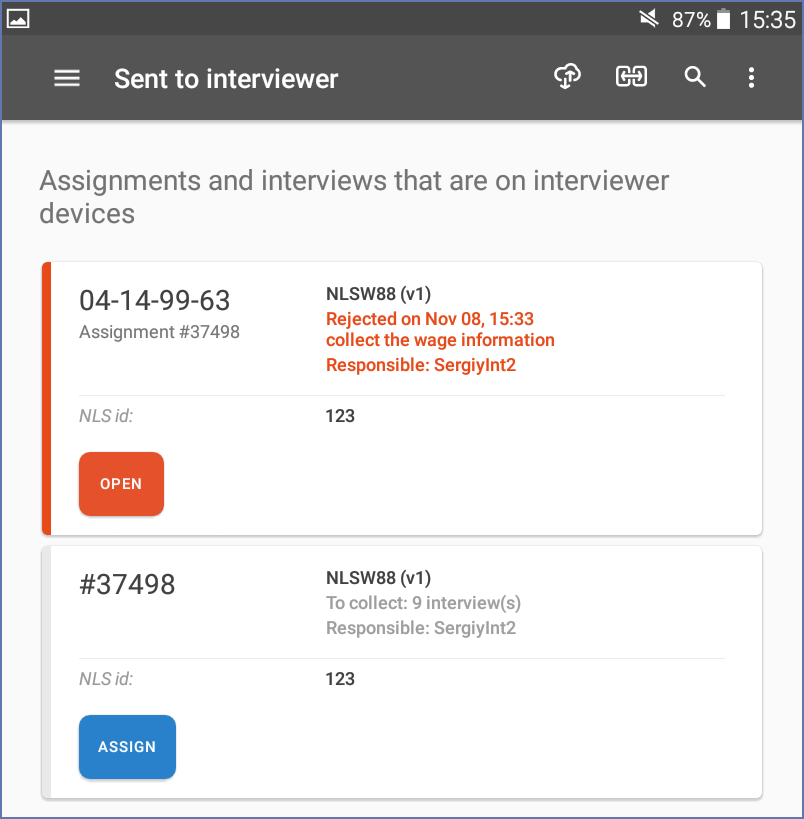 87% 15:35
Sent to interviewer
Assignments and interviews that are on interviewer
devices
04-14-99-63
Assignment #37498
NLSW88 (v1)
Rejected on Nov 08, 15:33
collect the wage information
Responsible: SergiyInt2
NLS id:
123
OPEN
#37498
NLSW88 (v1)
To collect: 9 interview(s)
Responsible: SergiyInt2
NLS id:
123
ASSIGN